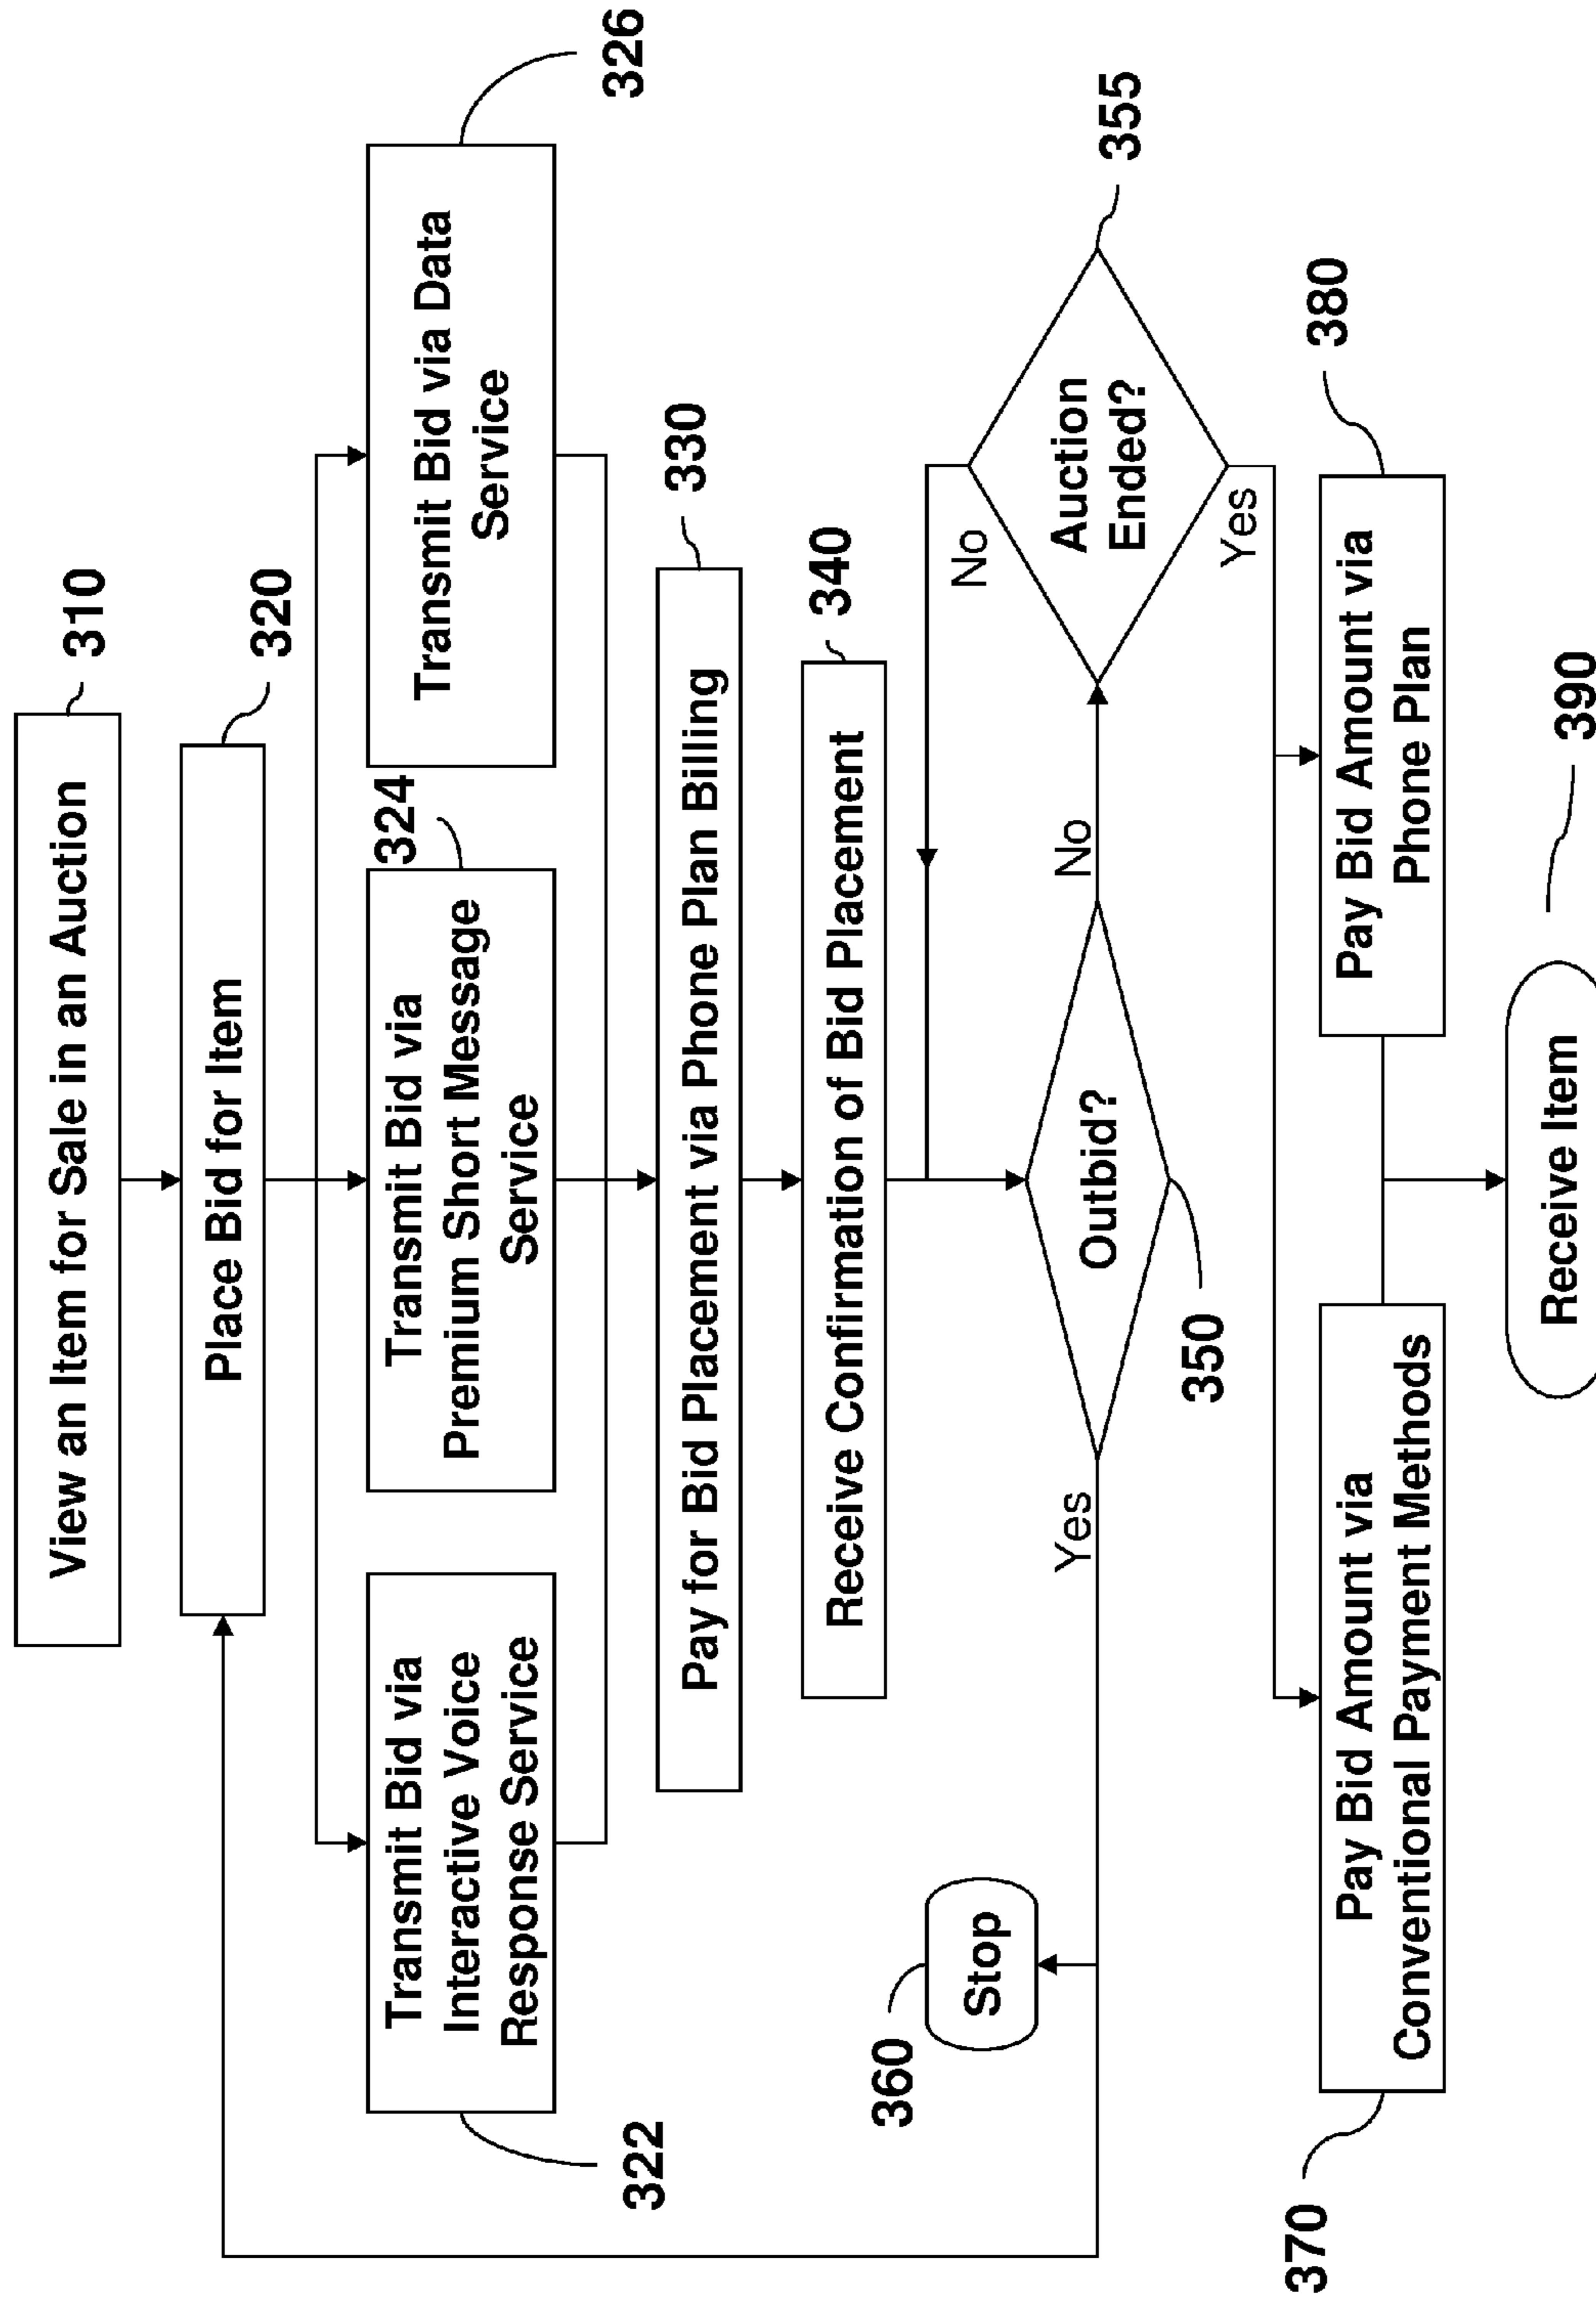 View an Item for Sale in an Auction
310
Place Bid for Item
320
Transmit Bid via
Interactive Voice
Response Service
322
Transmit Bid via
Premium Short Message
Service
324
Transmit Bid via Data
Service
326
Pay for Bid Placement via Phone Plan Billing
330
Receive Confirmation of Bid Placement
340
360
Stop
Yes
Outbid?
350
No
No
Auction
Ended?
355
Yes
370
Pay Bid Amount via
Conventional Payment Methods
Pay Bid Amount via
Phone Plan
380
Receive Item
390